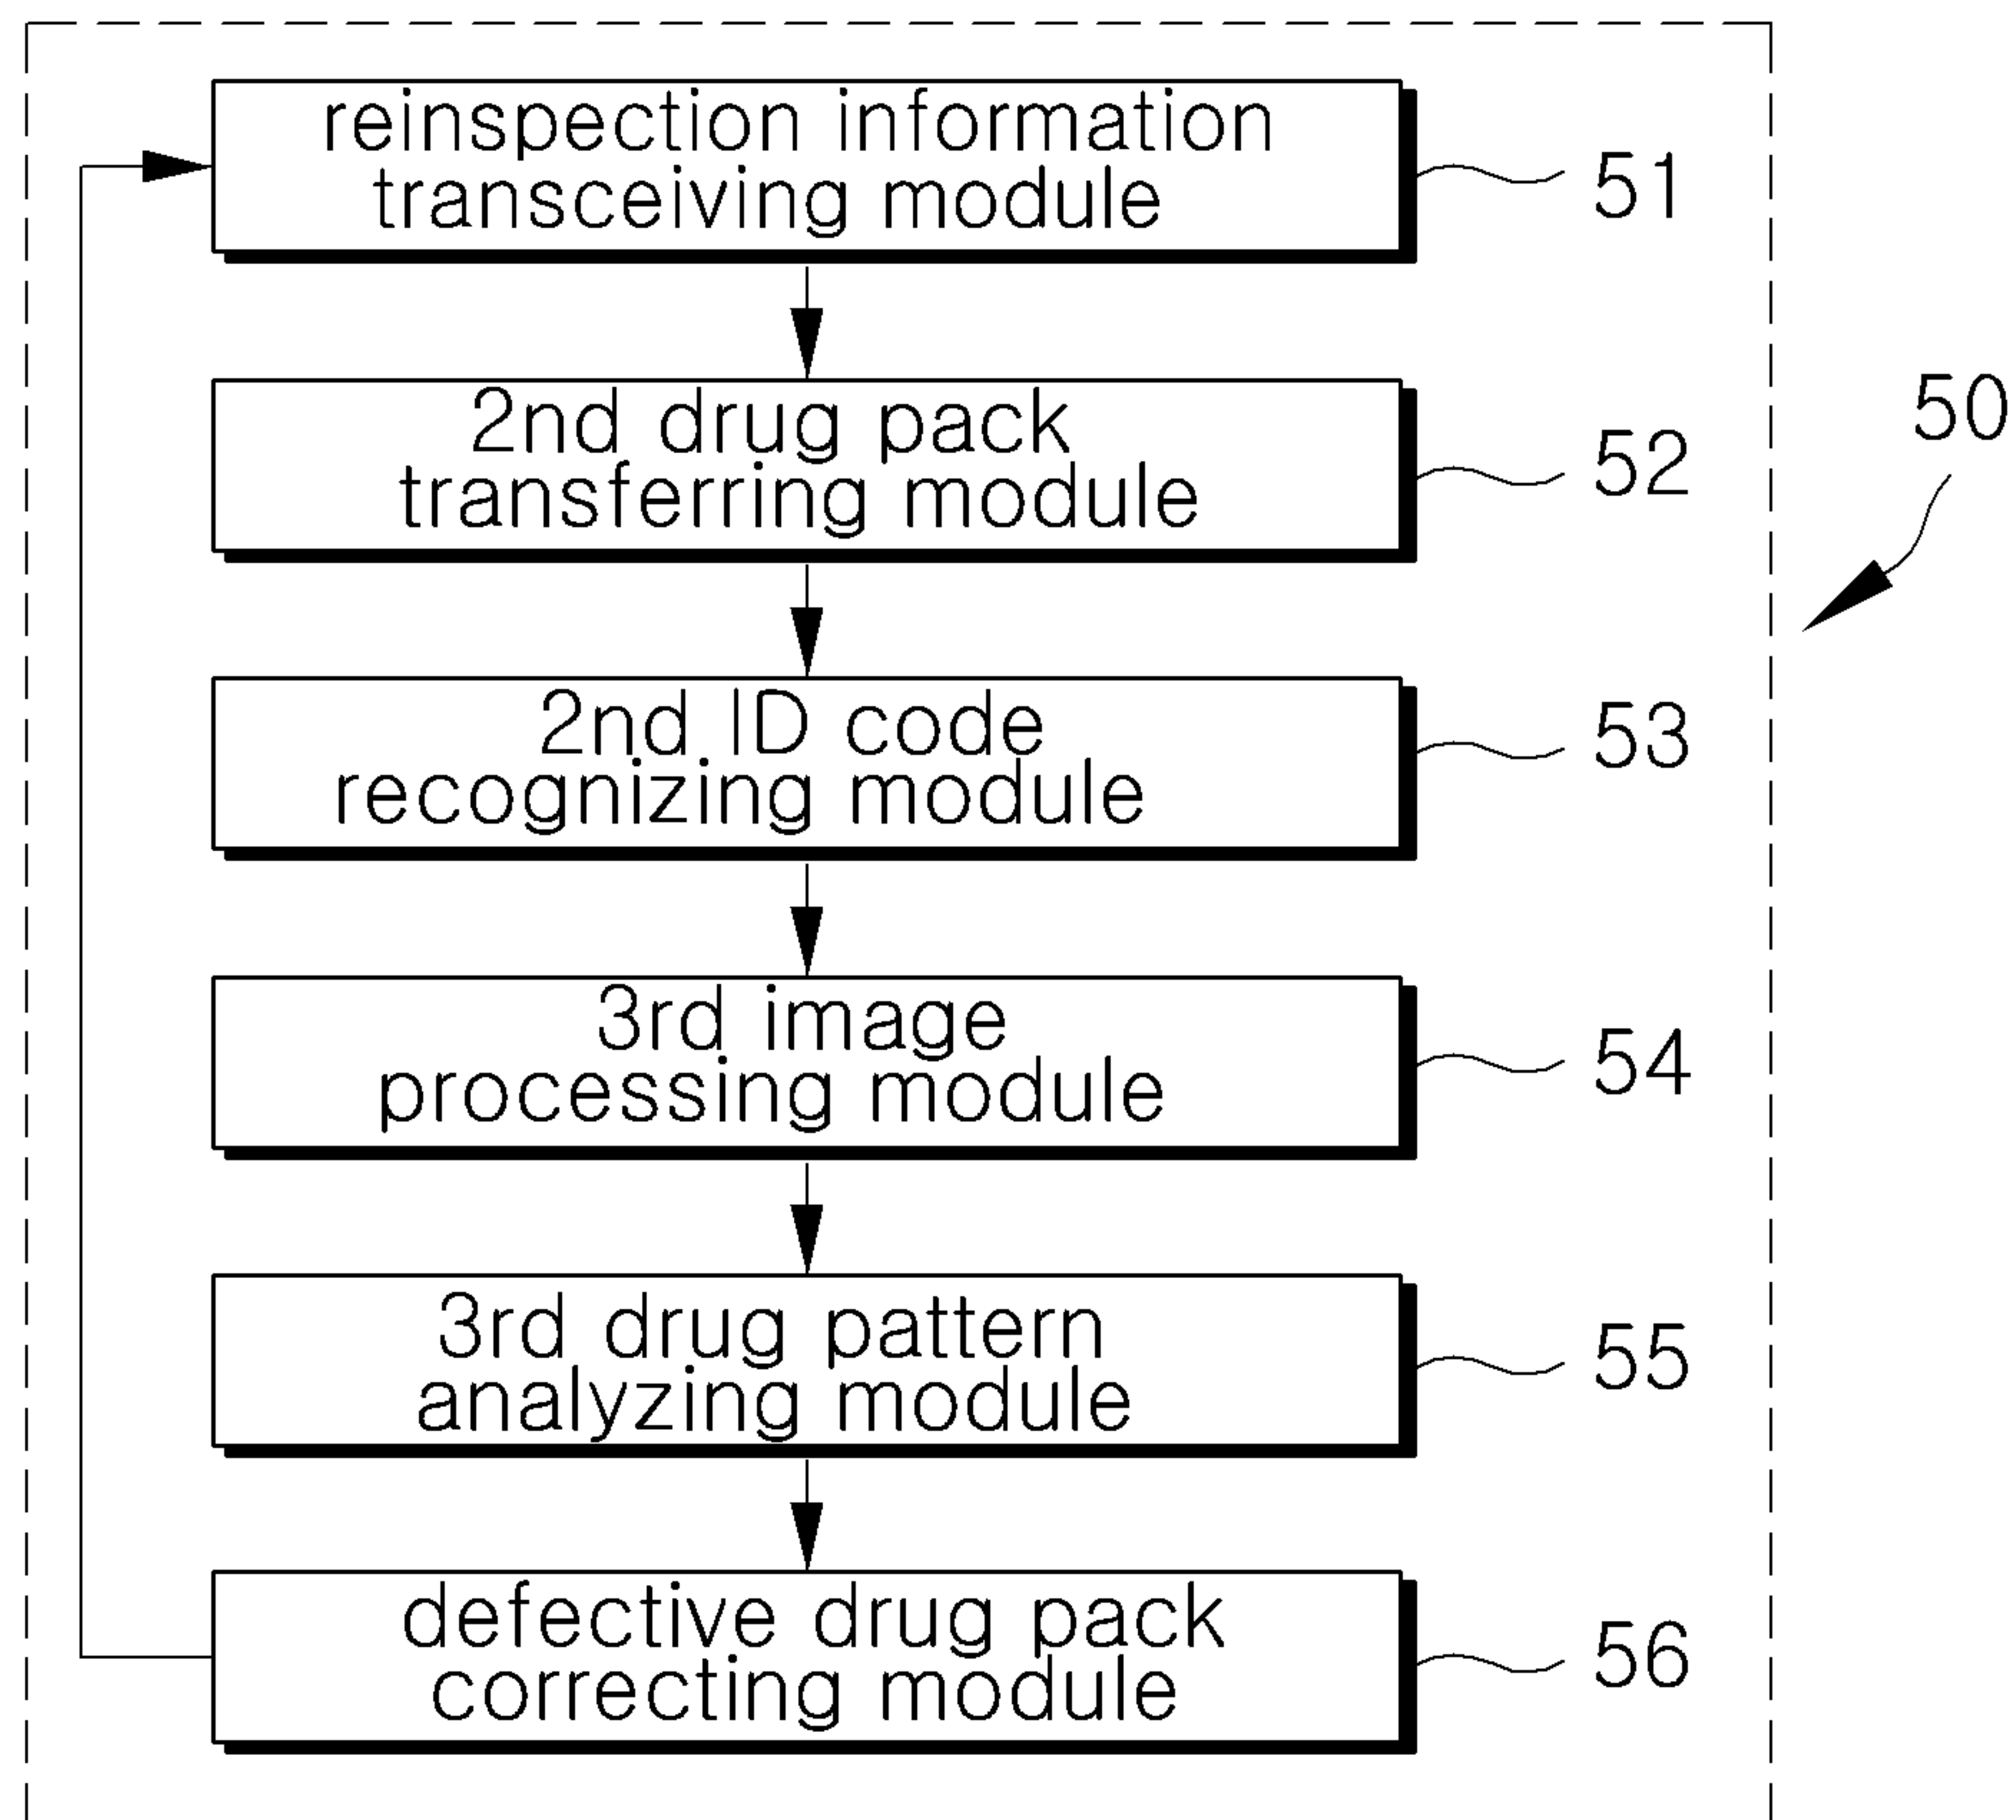 reinspection information
transceiving module
51
2nd drug pack
transferring module
52
50
2nd ID code
recognizing module
53
3rd image
processing module
54
3rd drug pattern
analyzing module
55
defective drug pack
correcting module
56